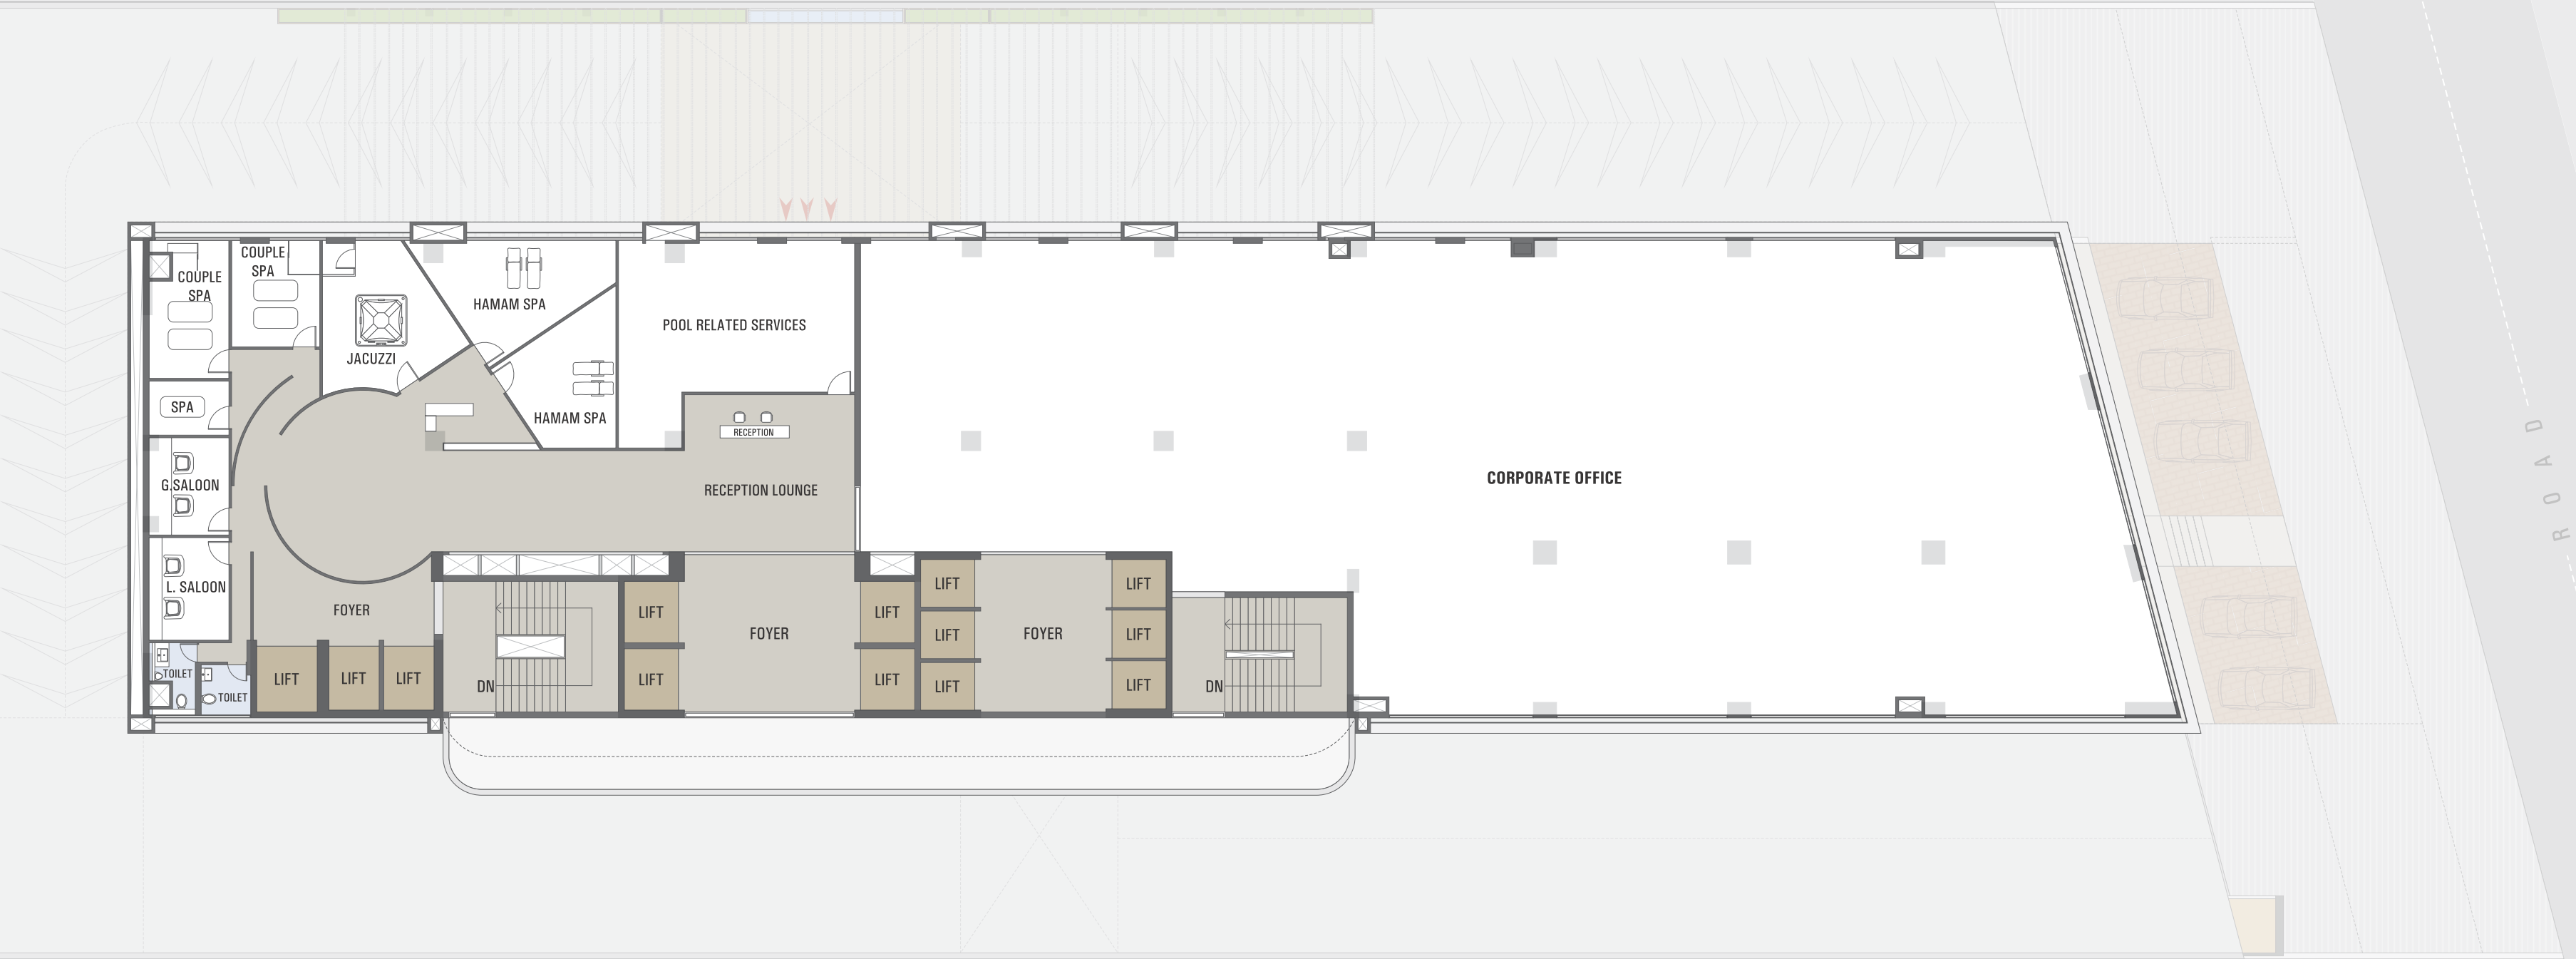 COUPLE
SPA
COUPLE
SPA
JACUZZI
HAMAM SPA
HAMAM SPA
POOL RELATED SERVICES
SPA
RECEPTION
G.SALOON
RECEPTION LOUNGE
CORPORATE OFFICE
L. SALOON
FOYER
TOILET
TOILET
LIFT
LIFT
LIFT
DN
LIFT
LIFT
FOYER
LIFT
LIFT
LIFT
LIFT
LIFT
FOYER
LIFT
LIFT
LIFT
DN
ROAD